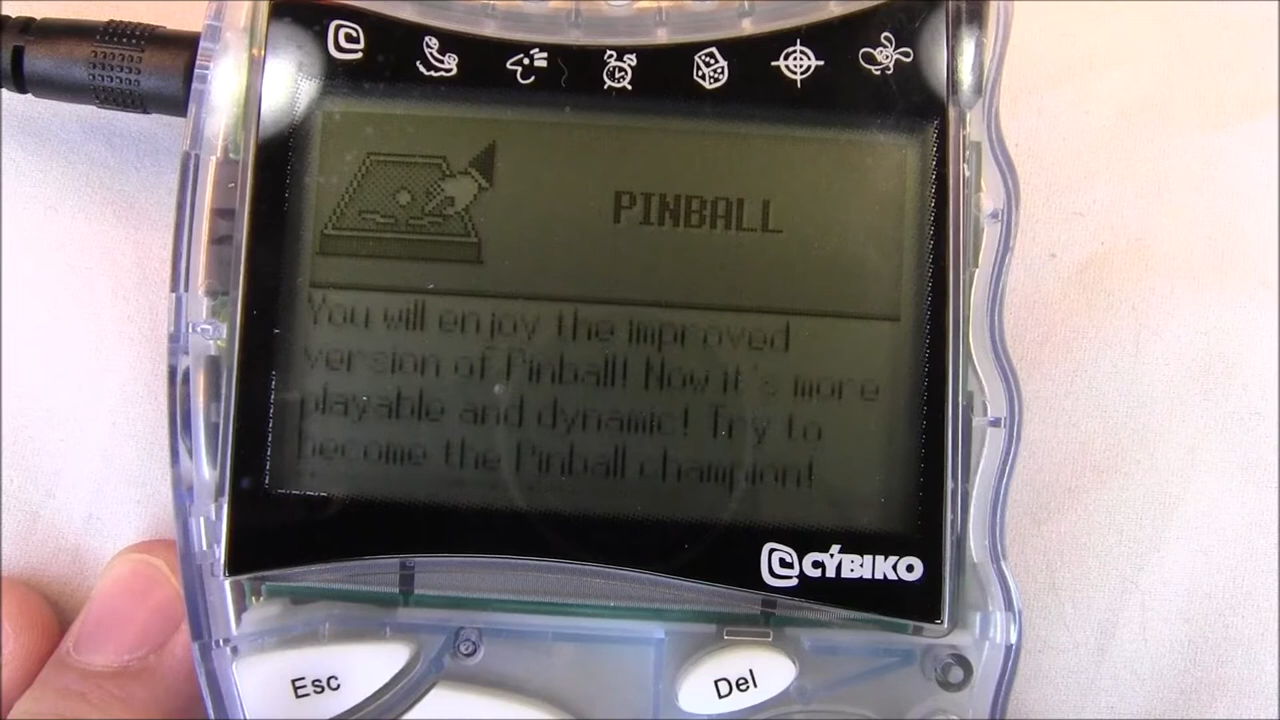 PINBALL
You will enjoy the improved
version of Pinball! Now it's more
playable and dynamic! Try to
become the Pinball champion!
CYBIKO
Esc
Del